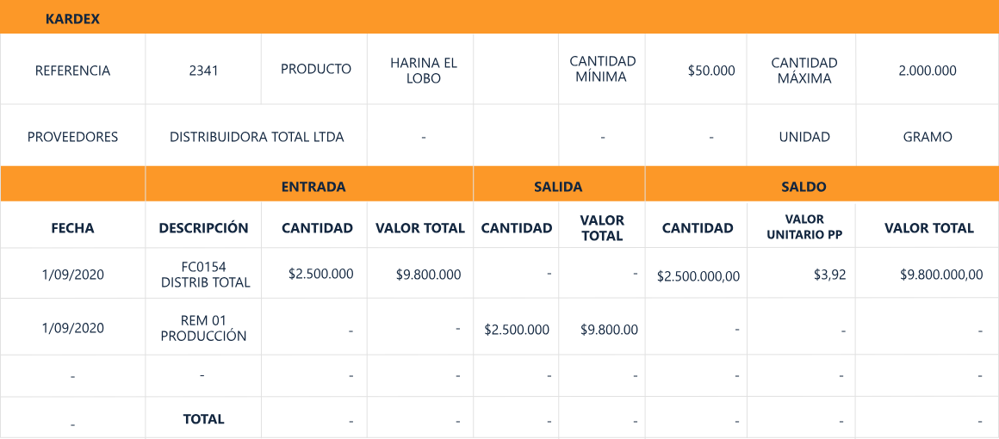 KARDEX
REFERENCIA 2341 PRODUCTO HARINA EL LOBO CANTIDAD MÍNIMA $50.000 CANTIDAD MÁXIMA 2.000.000
PROVEEDORES DISTRIBUIDORA TOTAL LTDA - - - UNIDAD GRAMO
ENTRADA SALIDA SALDO
FECHA DESCRIPCIÓN CANTIDAD VALOR TOTAL CANTIDAD VALOR TOTAL CANTIDAD VALOR UNITARIO PP VALOR TOTAL
1/09/2020 FC0154 DISTRIB TOTAL $2.500.000 $9.800.000 - - $2.500.000,00 $3,92 $9.800.000,00
1/09/2020 REM 01 PRODUCCIÓN - - $2.500.000 $9.800.00 - - -
- - - - - - - - -
- TOTAL - - - - - - -